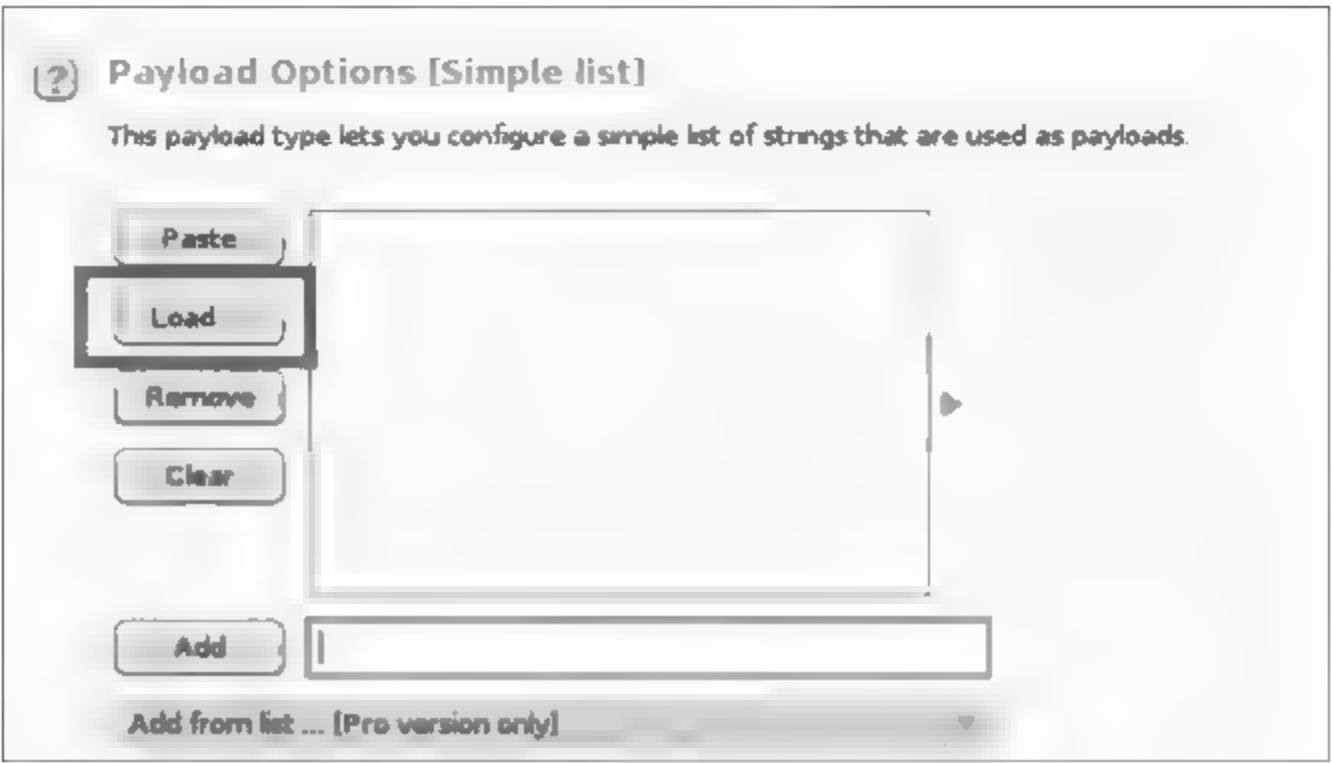 ? Payload Options [Simple list]
This payload type lets you configure a simple list of strings that are used as payloads.
Paste
Load
Remove
Clear
Add
Add from list ... [Pro version only]